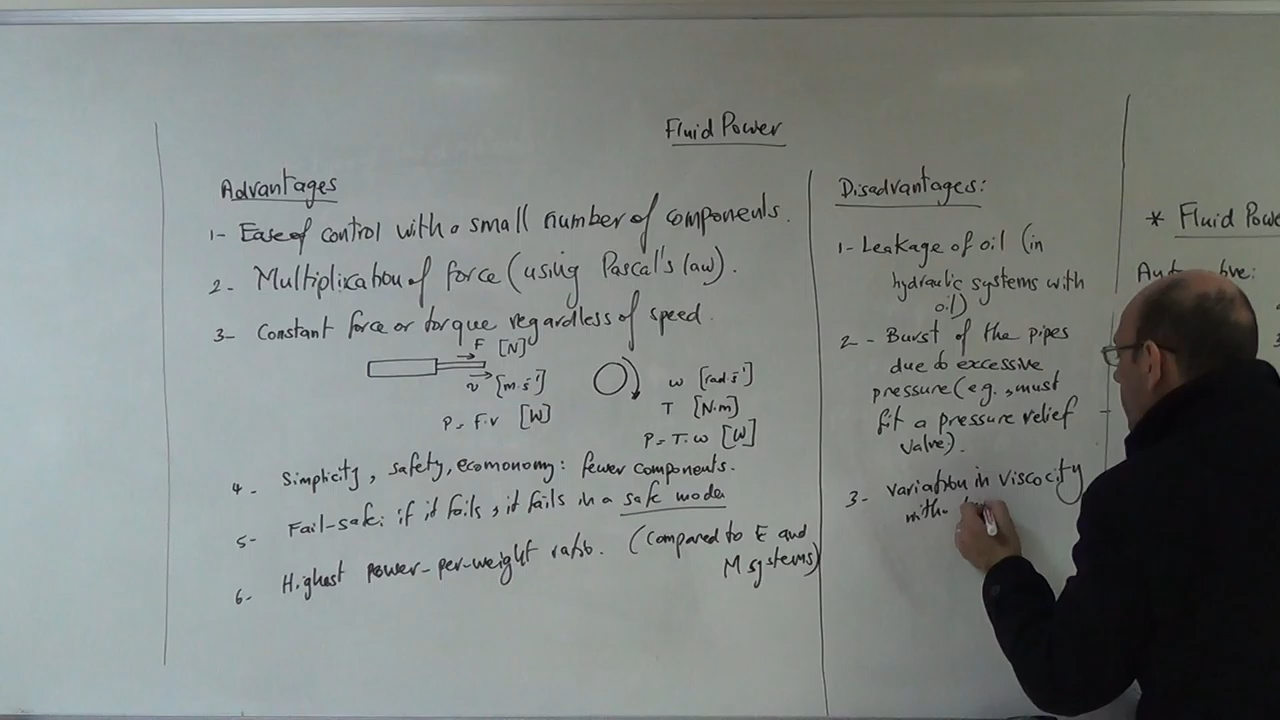 Fluid Power
Advantages
1- Ease of control with a small number of components.
2- Multiplication of force (using Pascal's law).
3- Constant force or torque regardless of speed.
F [N]
v [m.s⁻¹]
P = F.v [W]
ω [rad.s⁻¹]
T [N.m]
P = T.ω [W]
4- Simplicity, safety, ecomonomy: fewer components.
5- Fail-safe: if it fails, it fails in a safe mode
6- Highest power-per-weight ratio. (Compared to E and
M systems)
Disadvantages:
1- Leakage of oil (in
hydraulic systems with
oil)
2- Burst of the pipes
due to excessive
pressure (e.g., must
fit a pressure relief
valve).
3- variation in viscocity
with
* Fluid Powe